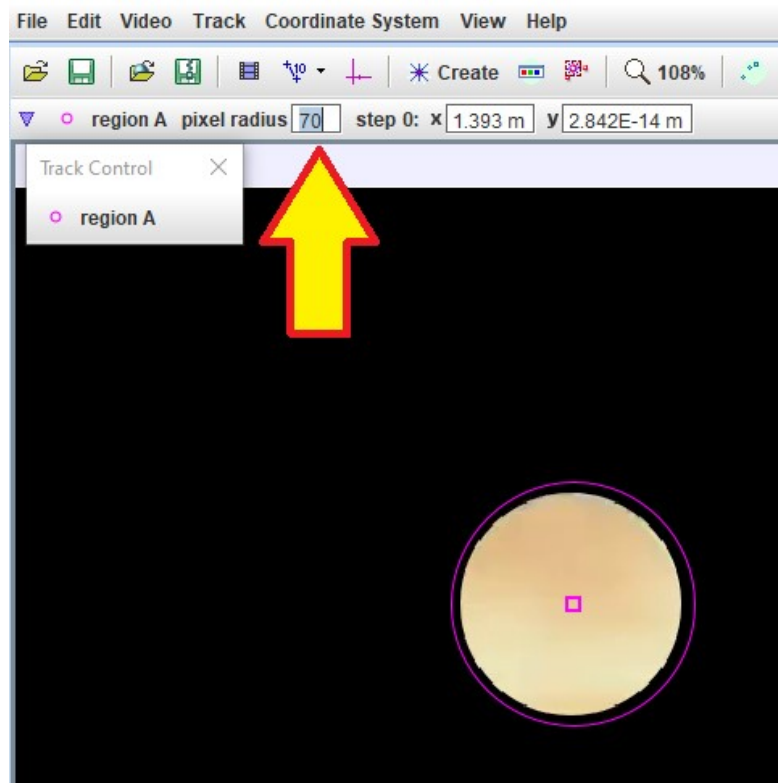 File Edit Video Track Coordinate System View Help
+10 Create 108%
region A pixel radius 70 step 0: x 1.393 m y 2.842E-14 m
Track Control
region A